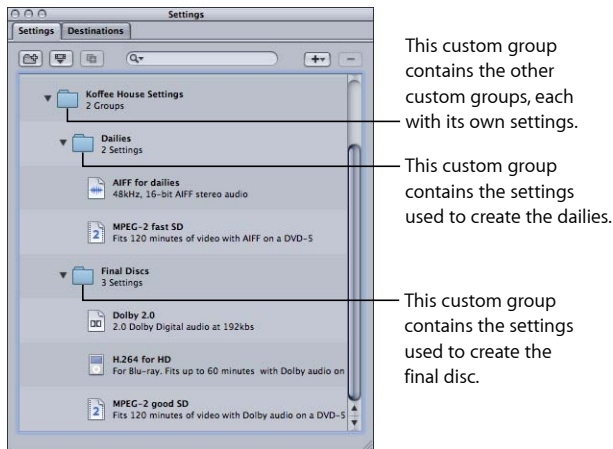 Settings
Settings Destinations
Koffee House Settings
2 Groups
Dailies
2 Settings
AIFF for dailies
48kHz, 16-bit AIFF stereo audio
MPEG-2 fast SD
Fits 120 minutes of video with AIFF on a DVD-5
Final Discs
3 Settings
Dolby 2.0
2.0 Dolby Digital audio at 192kbs
H.264 for HD
For Blu-ray. Fits up to 60 minutes with Dolby audio on
MPEG-2 good SD
Fits 120 minutes of video with Dolby audio on a DVD-5
This custom group
contains the other
custom groups, each
with its own settings.
This custom group
contains the settings
used to create the dailies.
This custom group
contains the settings
used to create the
final disc.